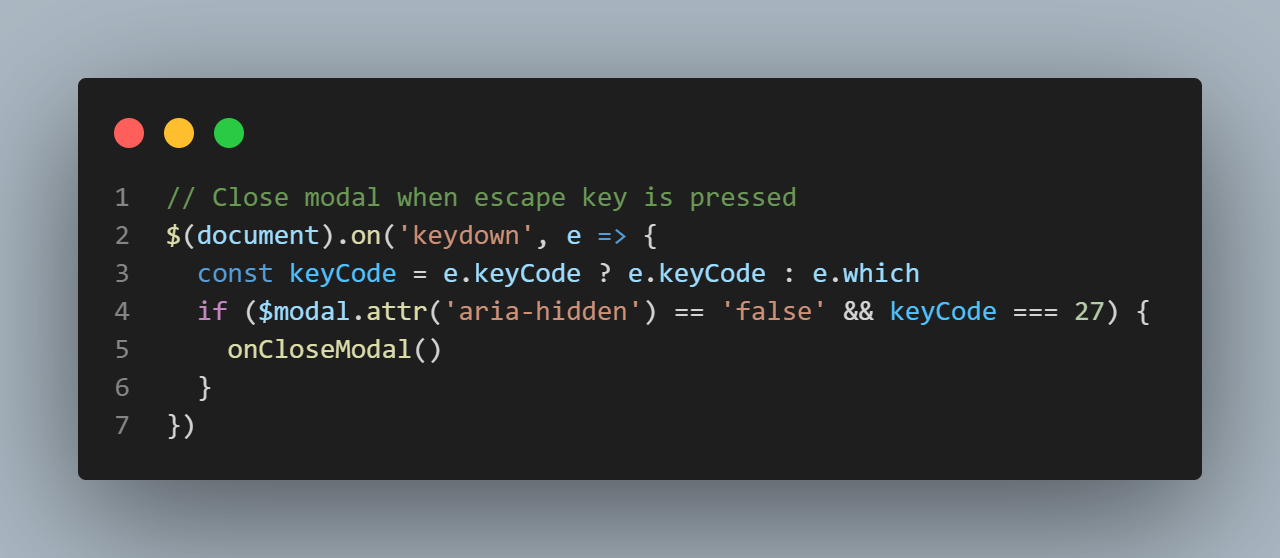 1 // Close modal when escape key is pressed
2 $(document).on('keydown', e => {
3   const keyCode = e.keyCode ? e.keyCode : e.which
4   if ($modal.attr('aria-hidden') == 'false' && keyCode === 27) {
5     onCloseModal()
6   }
7 })